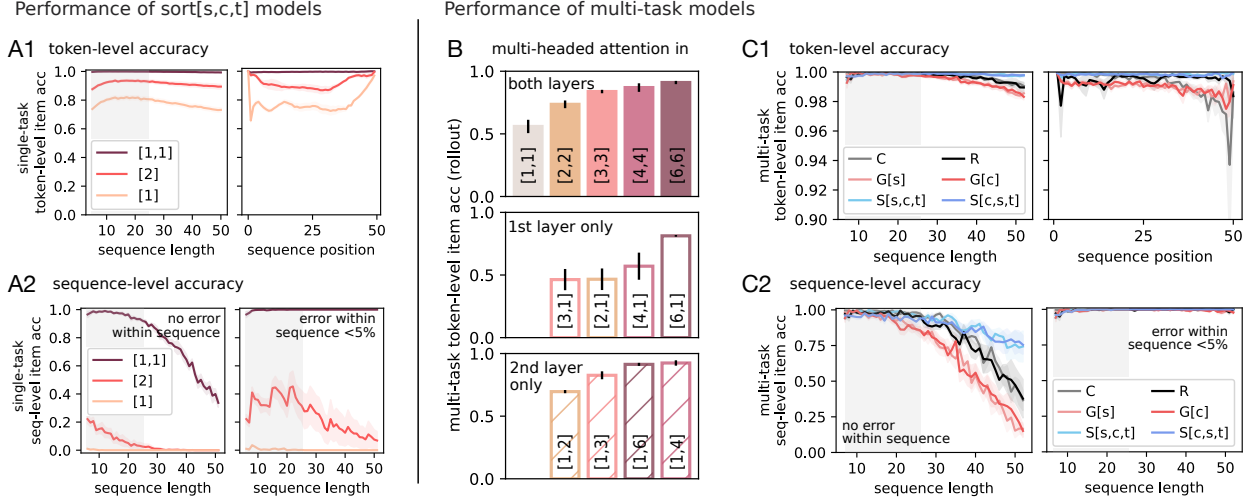 Performance of sort[s,c,t] models
Performance of multi-task models
A1 token-level accuracy
single-task
token-level item acc
1.0
0.8
0.6
0.4
0.2
0.0
[1,1]
[2]
[1]
10 20 30 40 50
sequence length
0 25 50
sequence position
A2 sequence-level accuracy
single-task
seq-level item acc
1.0
0.8
0.6
0.4
0.2
0.0
no error
within sequence
[1,1]
[2]
[1]
10 20 30 40 50
sequence length
error within
sequence <5%
10 20 30 40 50
sequence length
B multi-headed attention in
multi-task token-level item acc (rollout)
1.0
0.5
0.0
both layers
[1,1]
[2,2]
[3,3]
[4,4]
[6,6]
1.0
0.5
0.0
1st layer only
[3,1]
[2,1]
[4,1]
[6,1]
1.0
0.5
0.0
2nd layer
only
[1,2]
[1,3]
[1,6]
[1,4]
C1 token-level accuracy
multi-task
token-level item acc
1.00
0.98
0.96
0.94
0.92
0.90
C R
G[s] G[c]
S[s,c,t] S[c,s,t]
10 20 30 40 50
sequence length
0 10 20 30 40 50
sequence position
C2 sequence-level accuracy
multi-task
seq-level item acc
1.00
0.75
0.50
0.25
0.00
no error
within sequence
10 20 30 40 50
sequence length
error within
sequence <5%
C R
G[s] G[c]
S[s,c,t] S[c,s,t]
10 20 30 40 50
sequence length